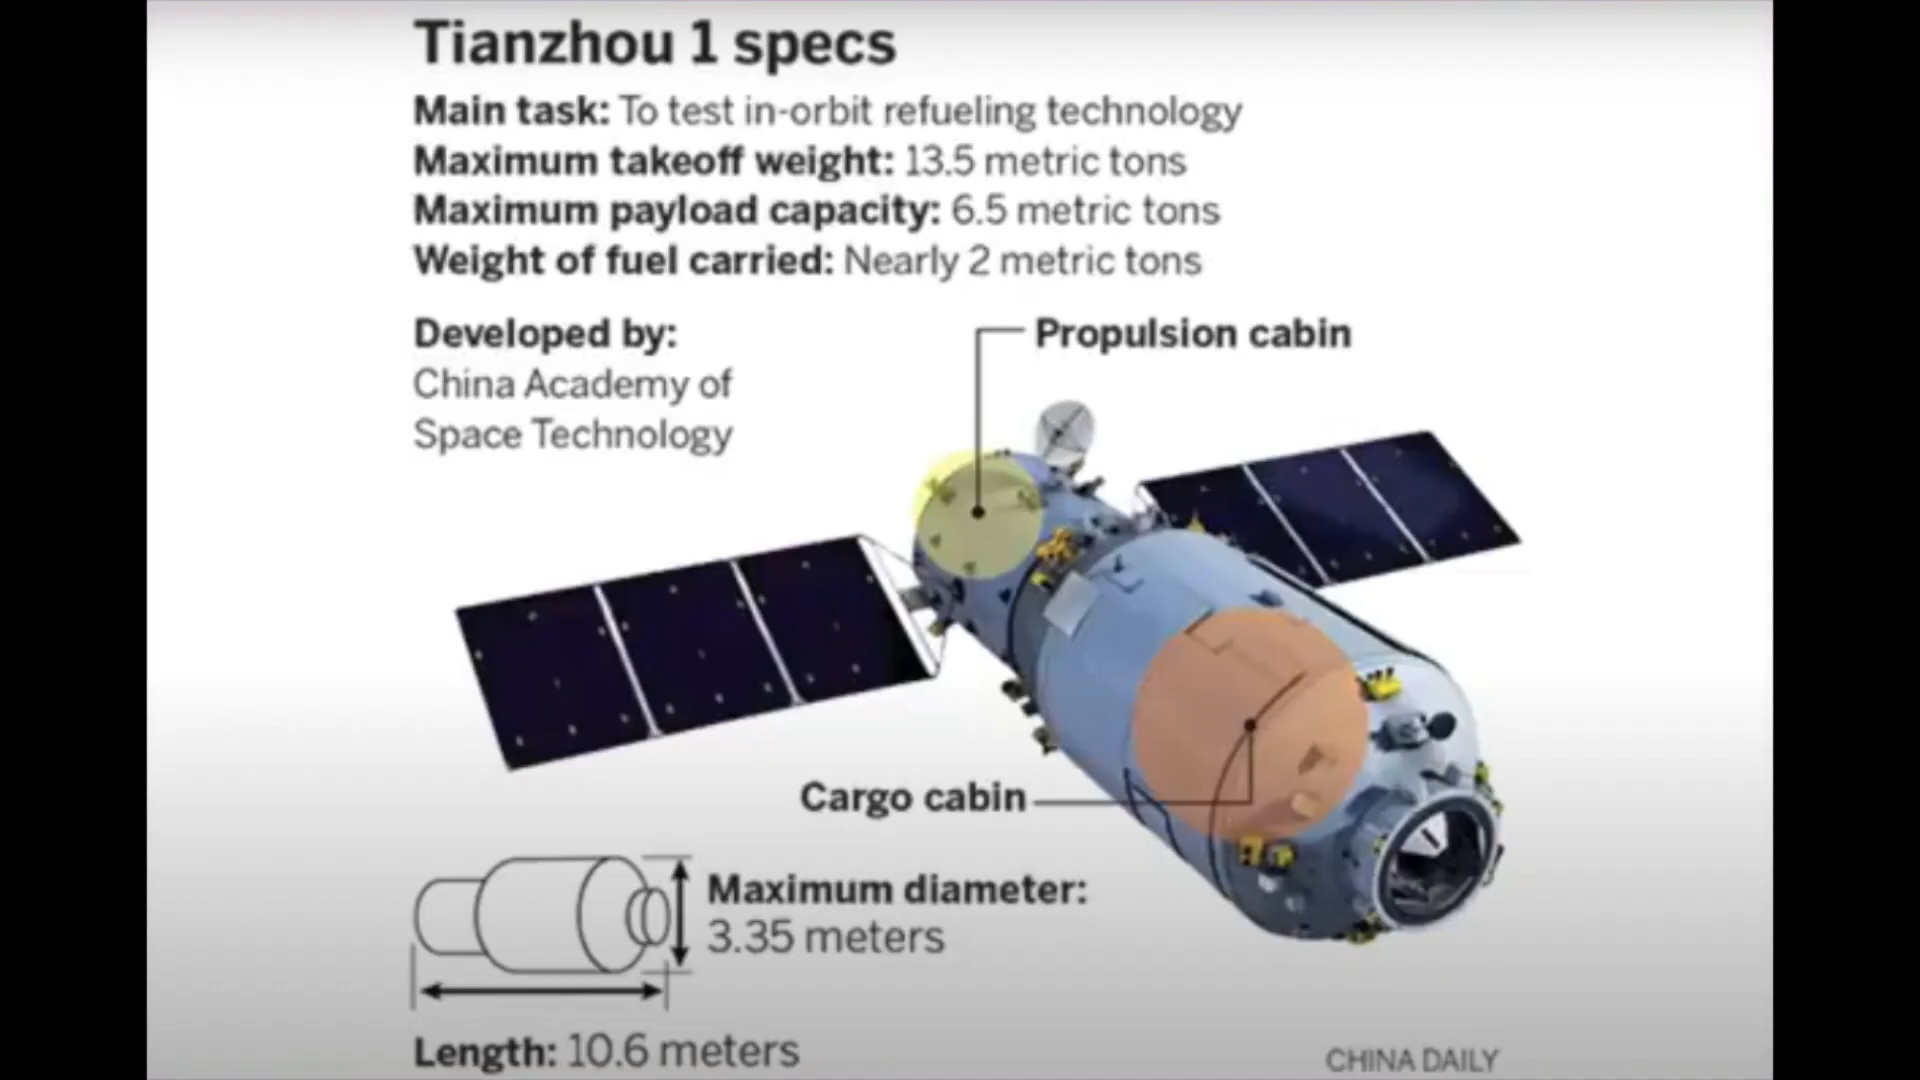 Tianzhou 1 specs
Main task: To test in-orbit refueling technology
Maximum takeoff weight: 13.5 metric tons
Maximum payload capacity: 6.5 metric tons
Weight of fuel carried: Nearly 2 metric tons
Developed by:
China Academy of
Space Technology
Propulsion cabin
Cargo cabin
Maximum diameter:
3.35 meters
Length: 10.6 meters
CHINA DAILY